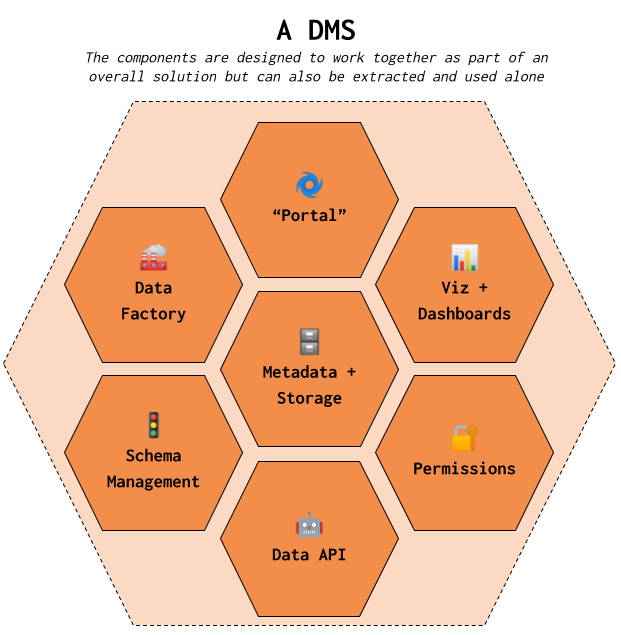 A DMS
The components are designed to work together as part of an
overall solution but can also be extracted and used alone
“Portal”
Data
Factory
Viz +
Dashboards
Metadata +
Storage
Schema
Management
Permissions
Data API